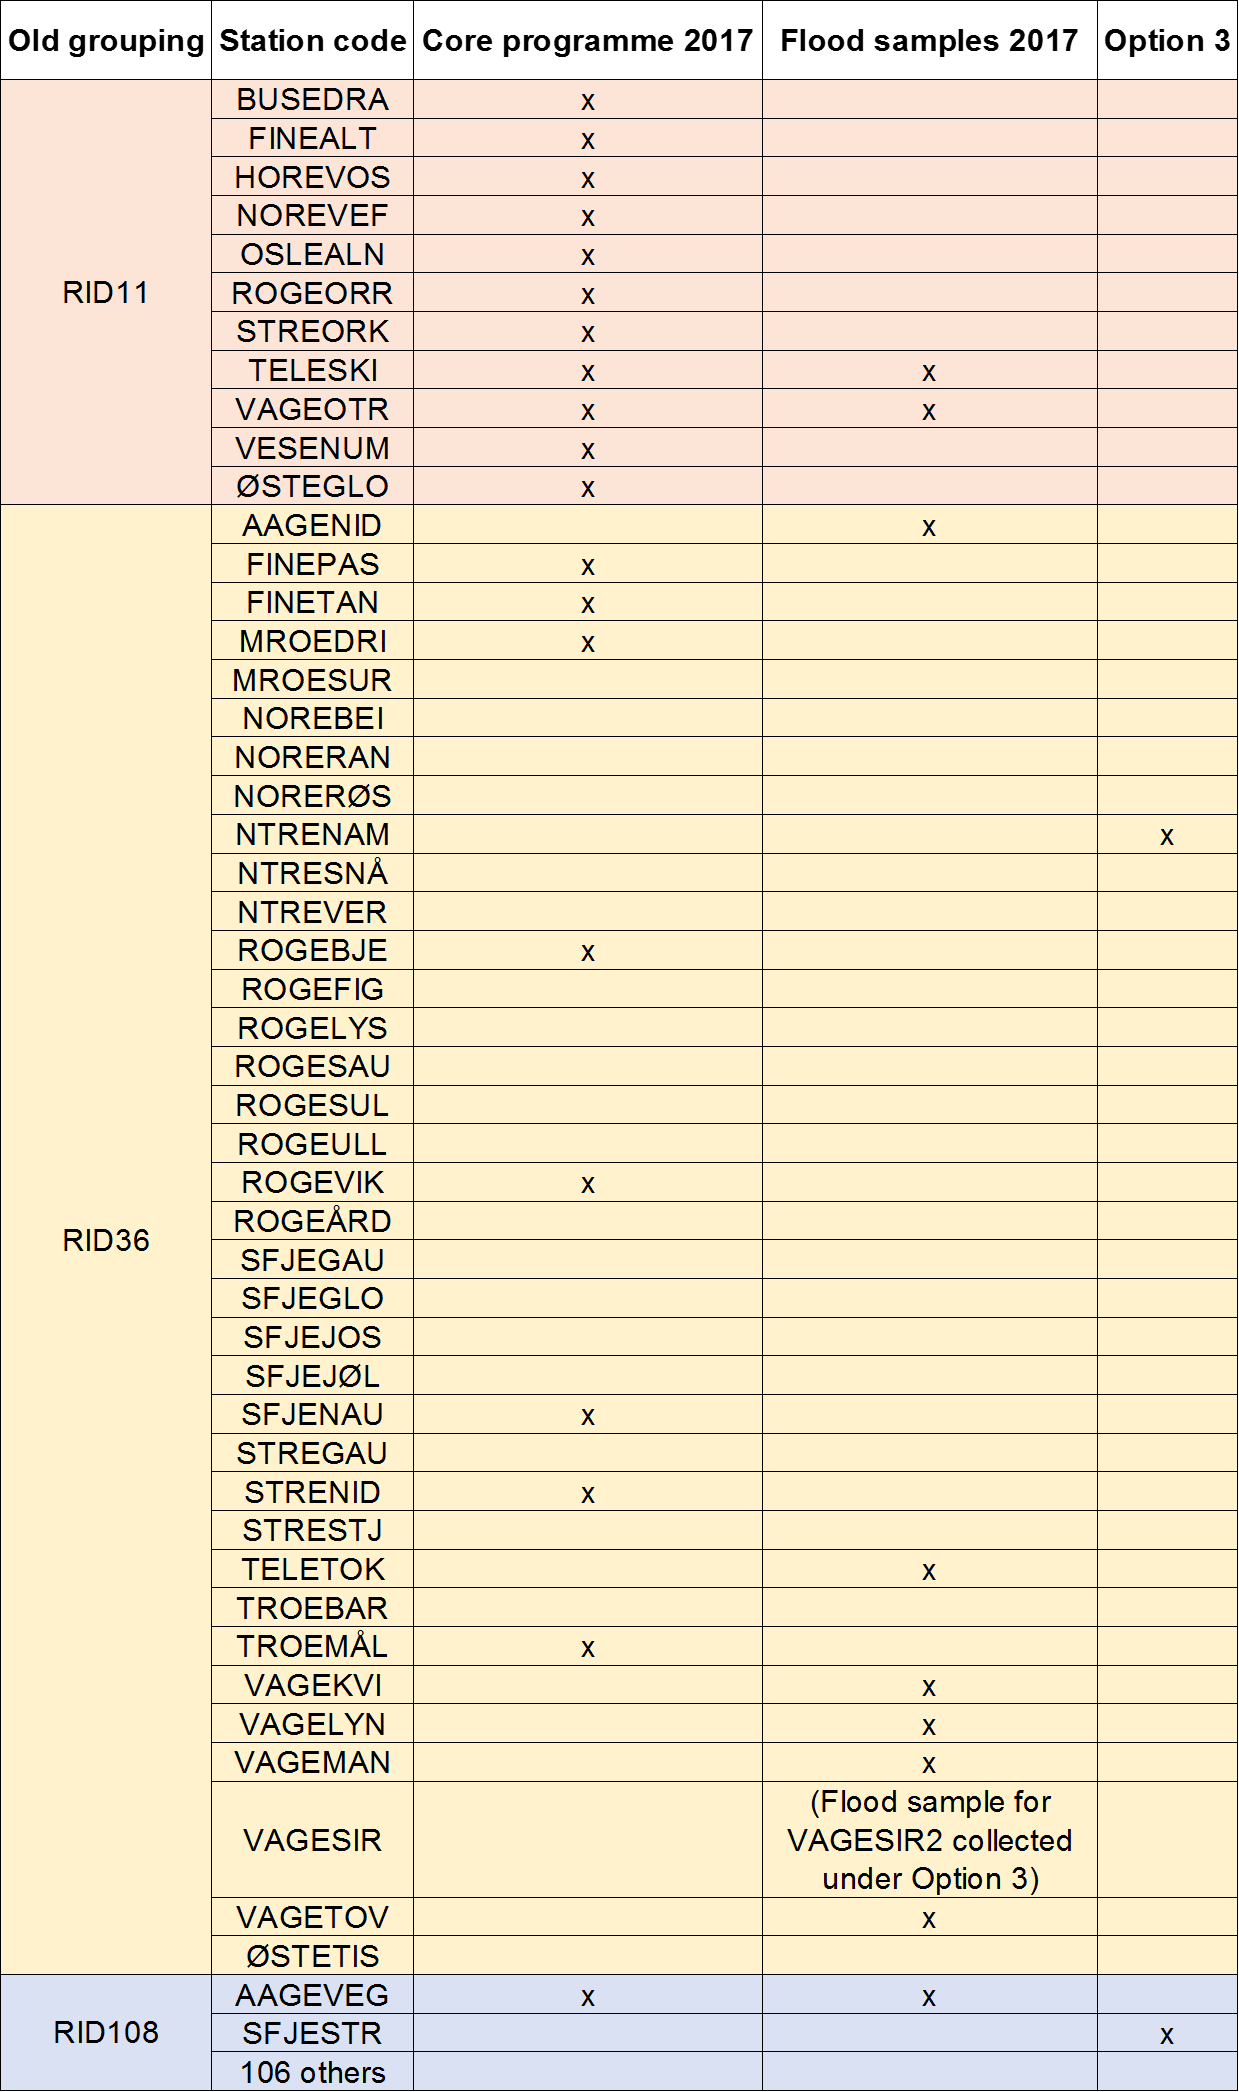 Old grouping Station code Core programme 2017 Flood samples 2017 Option 3
BUSEDRA x
FINEALT x
HOREVOS x
NOREVEF x
OSLEALN x
RID11 ROGEORR x
STREORK x
TELESKI x x
VAGEOTR x x
VESENUM x
ØSTEGLO x
AAGENID x
FINEPAS x
FINETAN x
MROEDRI x
MROESUR
NOREBEI
NORERAN
NORERØS
NTRENAM x
NTRESNÅ
NTREVER
ROGEBJE x
ROGEFIG
ROGELYS
ROGESAU
ROGESUL
ROGEULL
ROGEVIK x
ROGEÅRD
RID36 SFJEGAU
SFJEGLO
SFJEJOS
SFJEJØL
SFJENAU x
STREGAU
STRENID x
STRESTJ
TELETOK x
TROEBAR
TROEMÅL x
VAGEKVI x
VAGELYN x
VAGEMAN x
(Flood sample for
VAGESIR VAGESIR2 collected
under Option 3)
VAGETOV x
ØSTETIS
AAGEVEG x x
RID108 SFJESTR x
106 others